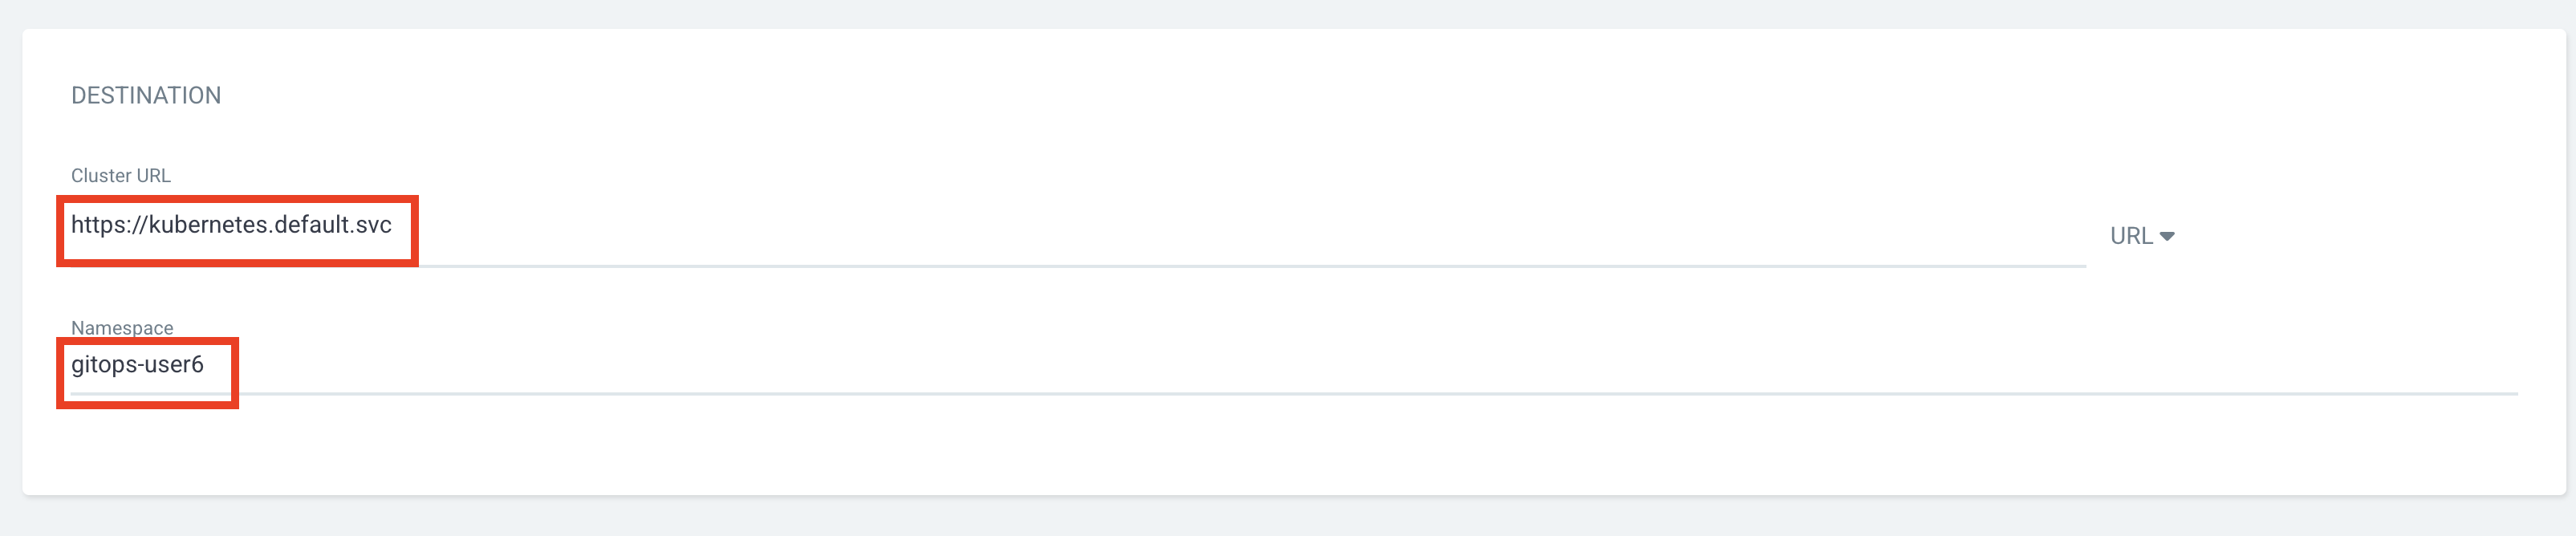 DESTINATION
Cluster URL
https://kubernetes.default.svc
URL
Namespace
gitops-user6